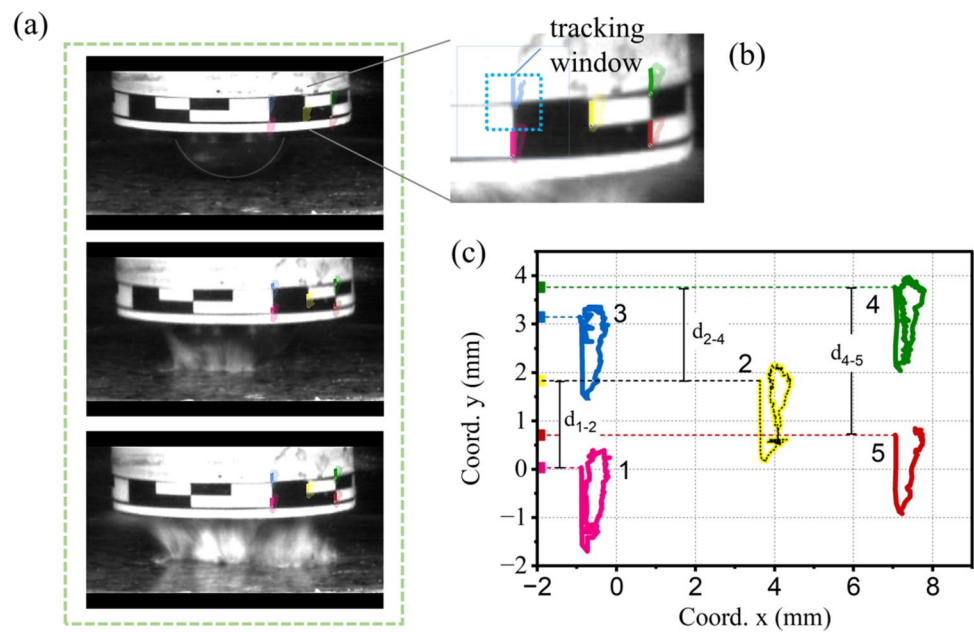 (a)
tracking
window
(b)
(c)
Coord. y (mm)
4
3
2
1
0
−1
−2
3
4
2
1
5
d2-4
d4-5
d1-2
−2
0
2
4
6
8
Coord. x (mm)